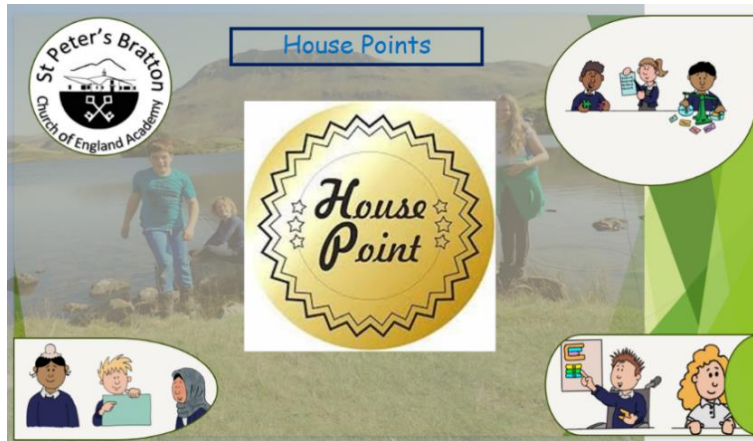 St Peter's Bratton
Church of England Academy
House Points
House
Point